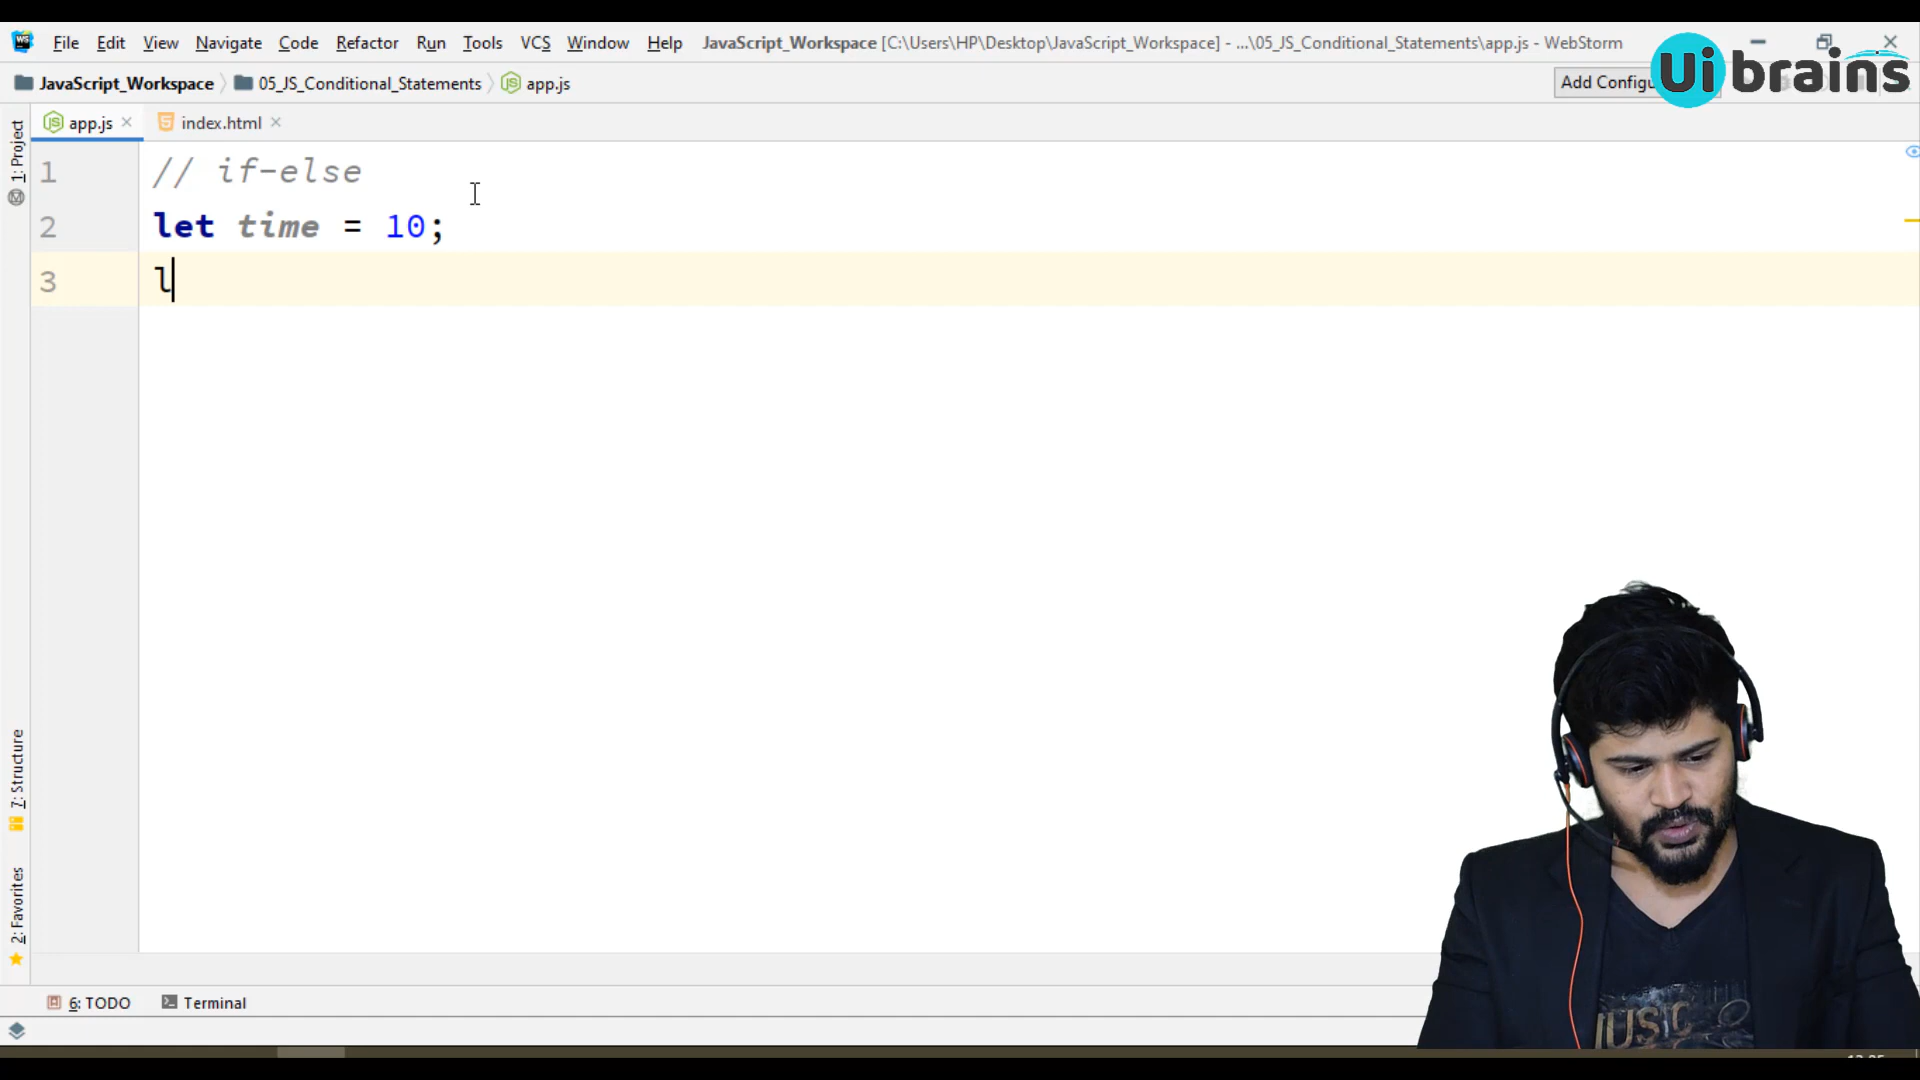 File Edit View Navigate Code Refactor Run Tools VCS Window Help JavaScript_Workspace [C:\Users\HP\Desktop\JavaScript_Workspace] - ...\05_JS_Conditional_Statements\app.js - WebStorm
JavaScript_Workspace 05_JS_Conditional_Statements app.js
Add Configu
Ui brains
app.js index.html
1: Project
1 // if-else
2 let time = 10;
3 l
7: Structure
2: Favorites
6: TODO Terminal